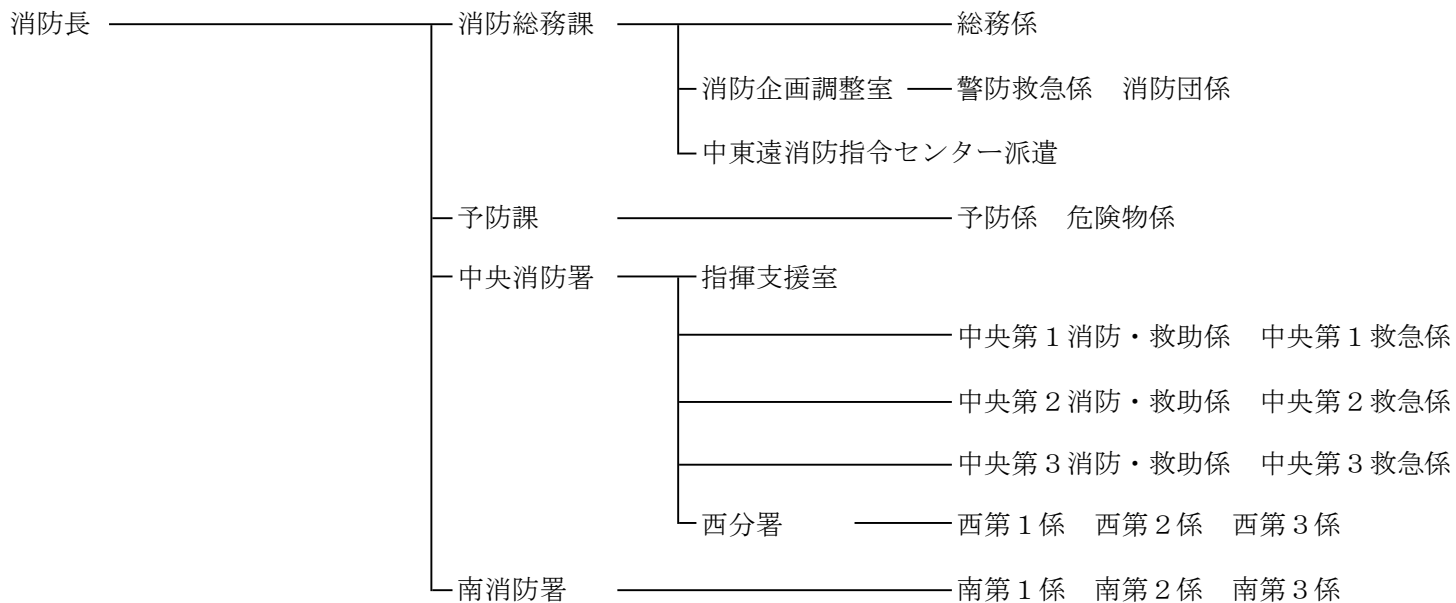 消防長 消防総務課 総務係
消防企画調整室 警防救急係 消防団係
中東遠消防指令センター派遣
予防課 予防係 危険物係
中央消防署 指揮支援室
中央第１消防・救助係 中央第１救急係
中央第２消防・救助係 中央第２救急係
中央第３消防・救助係 中央第３救急係
西分署 西第１係 西第２係 西第３係
南消防署 南第１係 南第２係 南第３係